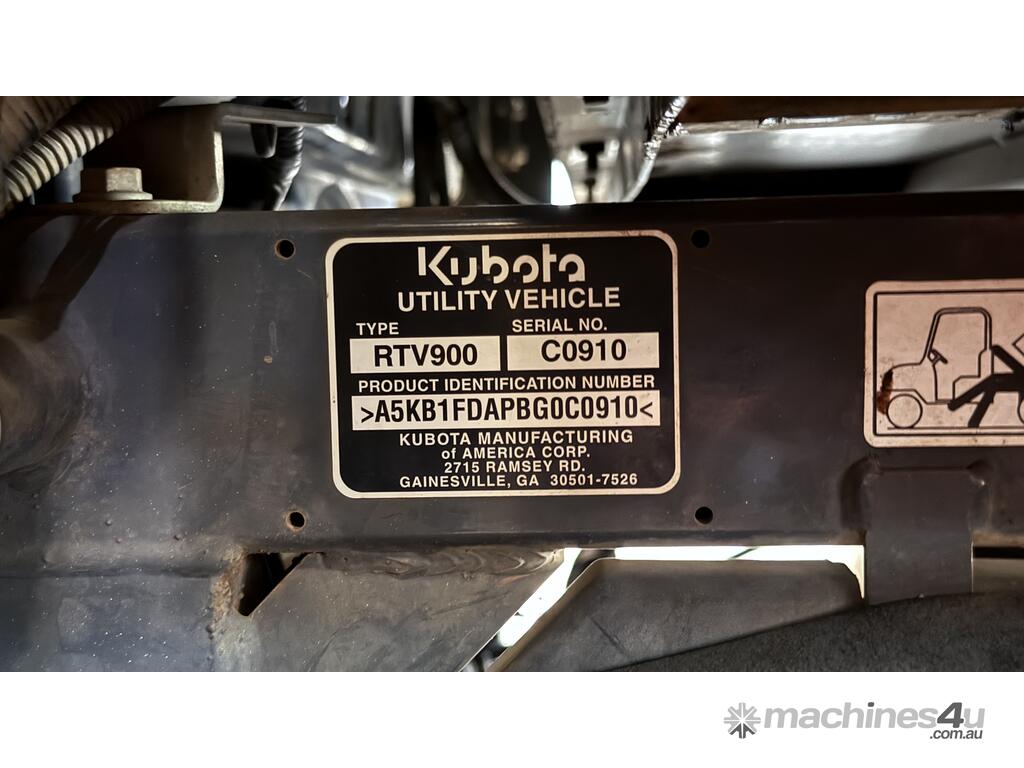 Kubota
UTILITY VEHICLE
TYPE SERIAL NO.
RTV900 C0910
PRODUCT IDENTIFICATION NUMBER
>A5KB1FDAPBG0C0910<
KUBOTA MANUFACTURING
of AMERICA CORP.
2715 RAMSEY RD.
GAINESVILLE, GA 30501-7526
machines4u
.com.au